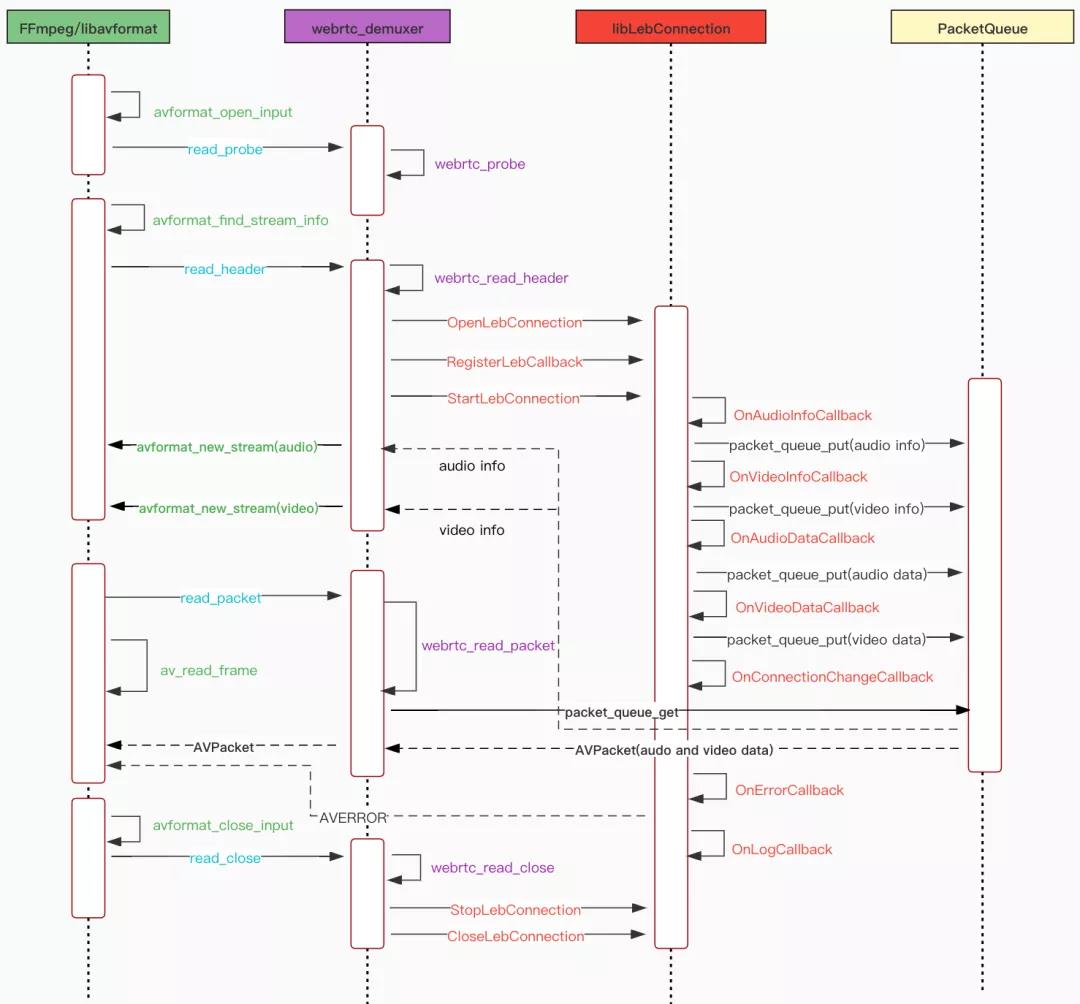 FFmpeg/libavformat
webrtc_demuxer
libLebConnection
PacketQueue
avformat_open_input
read_probe
webrtc_probe
avformat_find_stream_info
read_header
webrtc_read_header
OpenLebConnection
RegisterLebCallback
StartLebConnection
OnAudioInfoCallback
avformat_new_stream(audio)
packet_queue_put(audio info)
audio info
OnVideoInfoCallback
avformat_new_stream(video)
packet_queue_put(video info)
video info
OnAudioDataCallback
packet_queue_put(audio data)
read_packet
OnVideoDataCallback
packet_queue_put(video data)
webrtc_read_packet
av_read_frame
OnConnectionChangeCallback
packet_queue_get
AVPacket
AVPacket(audo and video data)
OnErrorCallback
AVERROR
avformat_close_input
OnLogCallback
read_close
webrtc_read_close
StopLebConnection
CloseLebConnection